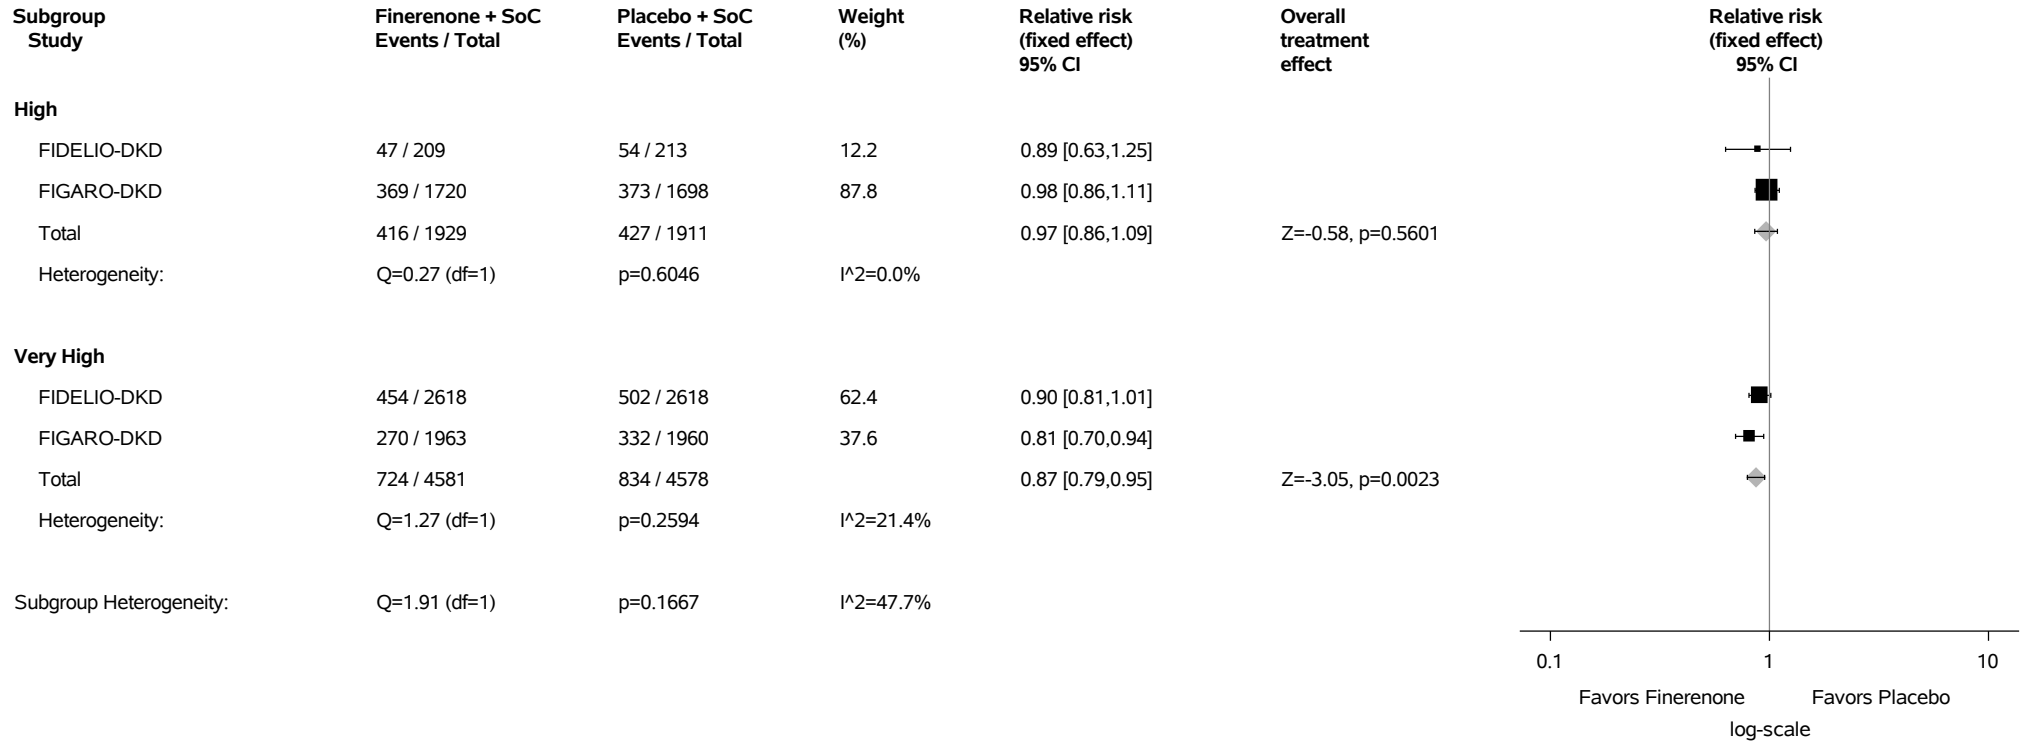 Subgroup Finerenone + SoC Placebo + SoC Weight Relative risk Overall Relative risk
Study Events / Total Events / Total (%) (fixed effect) treatment (fixed effect)
95% CI effect 95% CI
High
FIDELIO-DKD 47 / 209 54 / 213 12.2 0.89 [0.63,1.25]
FIGARO-DKD 369 / 1720 373 / 1698 87.8 0.98 [0.86,1.11]
Total 416 / 1929 427 / 1911 0.97 [0.86,1.09] Z=-0.58, p=0.5601
Heterogeneity: Q=0.27 (df=1) p=0.6046 I^2=0.0%
Very High
FIDELIO-DKD 454 / 2618 502 / 2618 62.4 0.90 [0.81,1.01]
FIGARO-DKD 270 / 1963 332 / 1960 37.6 0.81 [0.70,0.94]
Total 724 / 4581 834 / 4578 0.87 [0.79,0.95] Z=-3.05, p=0.0023
Heterogeneity: Q=1.27 (df=1) p=0.2594 I^2=21.4%
Subgroup Heterogeneity: Q=1.91 (df=1) p=0.1667 I^2=47.7%
0.1 1 10
Favors Finerenone Favors Placebo
log-scale